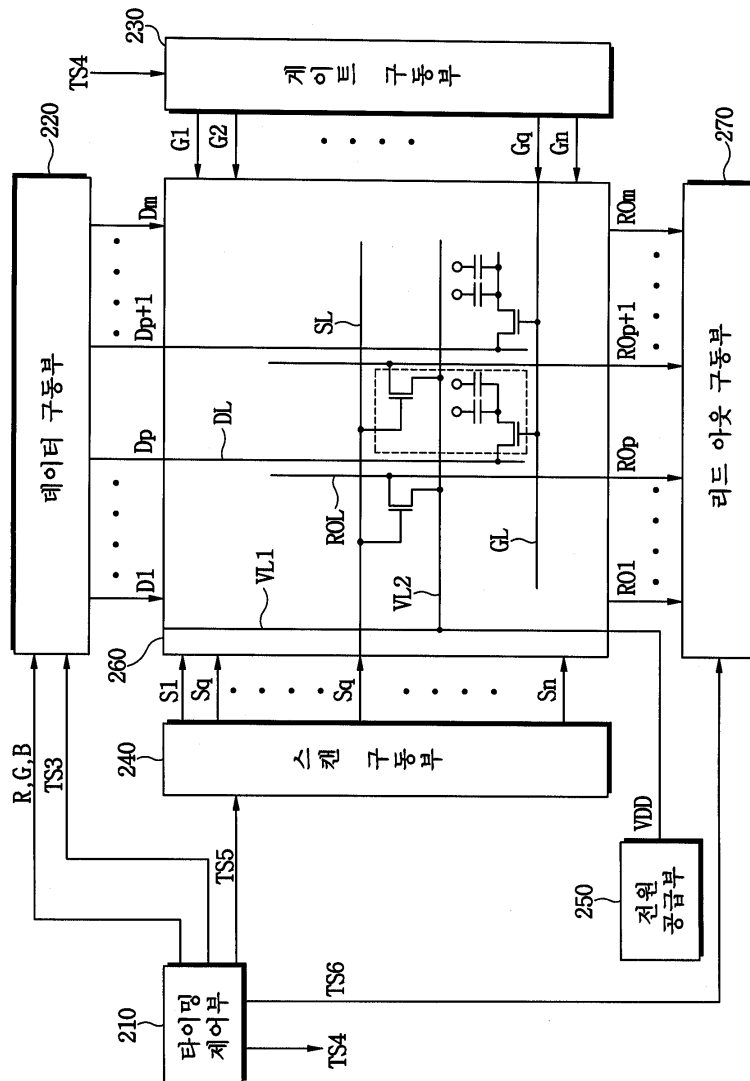 R,G,B
TS3
220
데이터 구동부
D1
Dp
Dp+1
Dm
TS4
230
게이트 구동부
G1
G2
Gq
Gn
210
타이밍
제어부
TS5
240
스캔 구동부
S1
Sq
Sq
Sn
260
VL1
ROL
DL
SL
VL2
GL
TS4
TS6
250
전원
공급부
VDD
RO1
ROp
ROp+1
ROm
270
리드 아웃 구동부